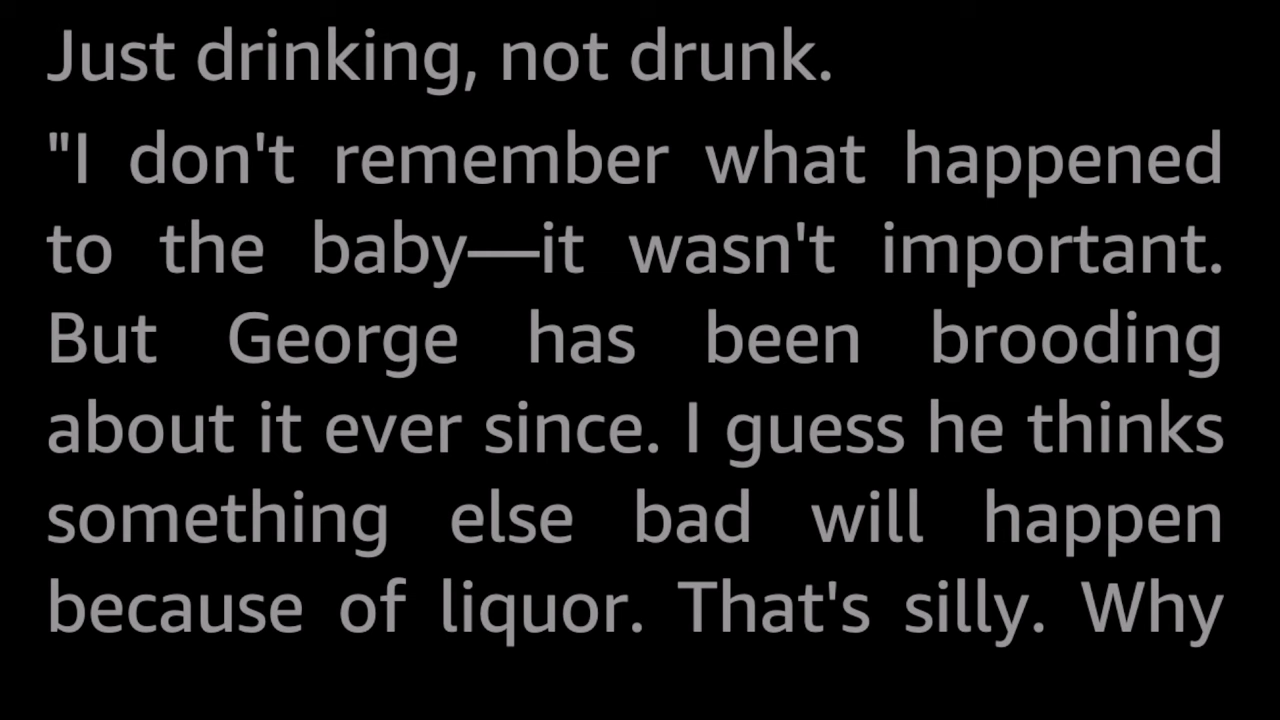 Just drinking, not drunk.
"I don't remember what happened
to the baby—it wasn't important.
But George has been brooding
about it ever since. I guess he thinks
something else bad will happen
because of liquor. That's silly. Why